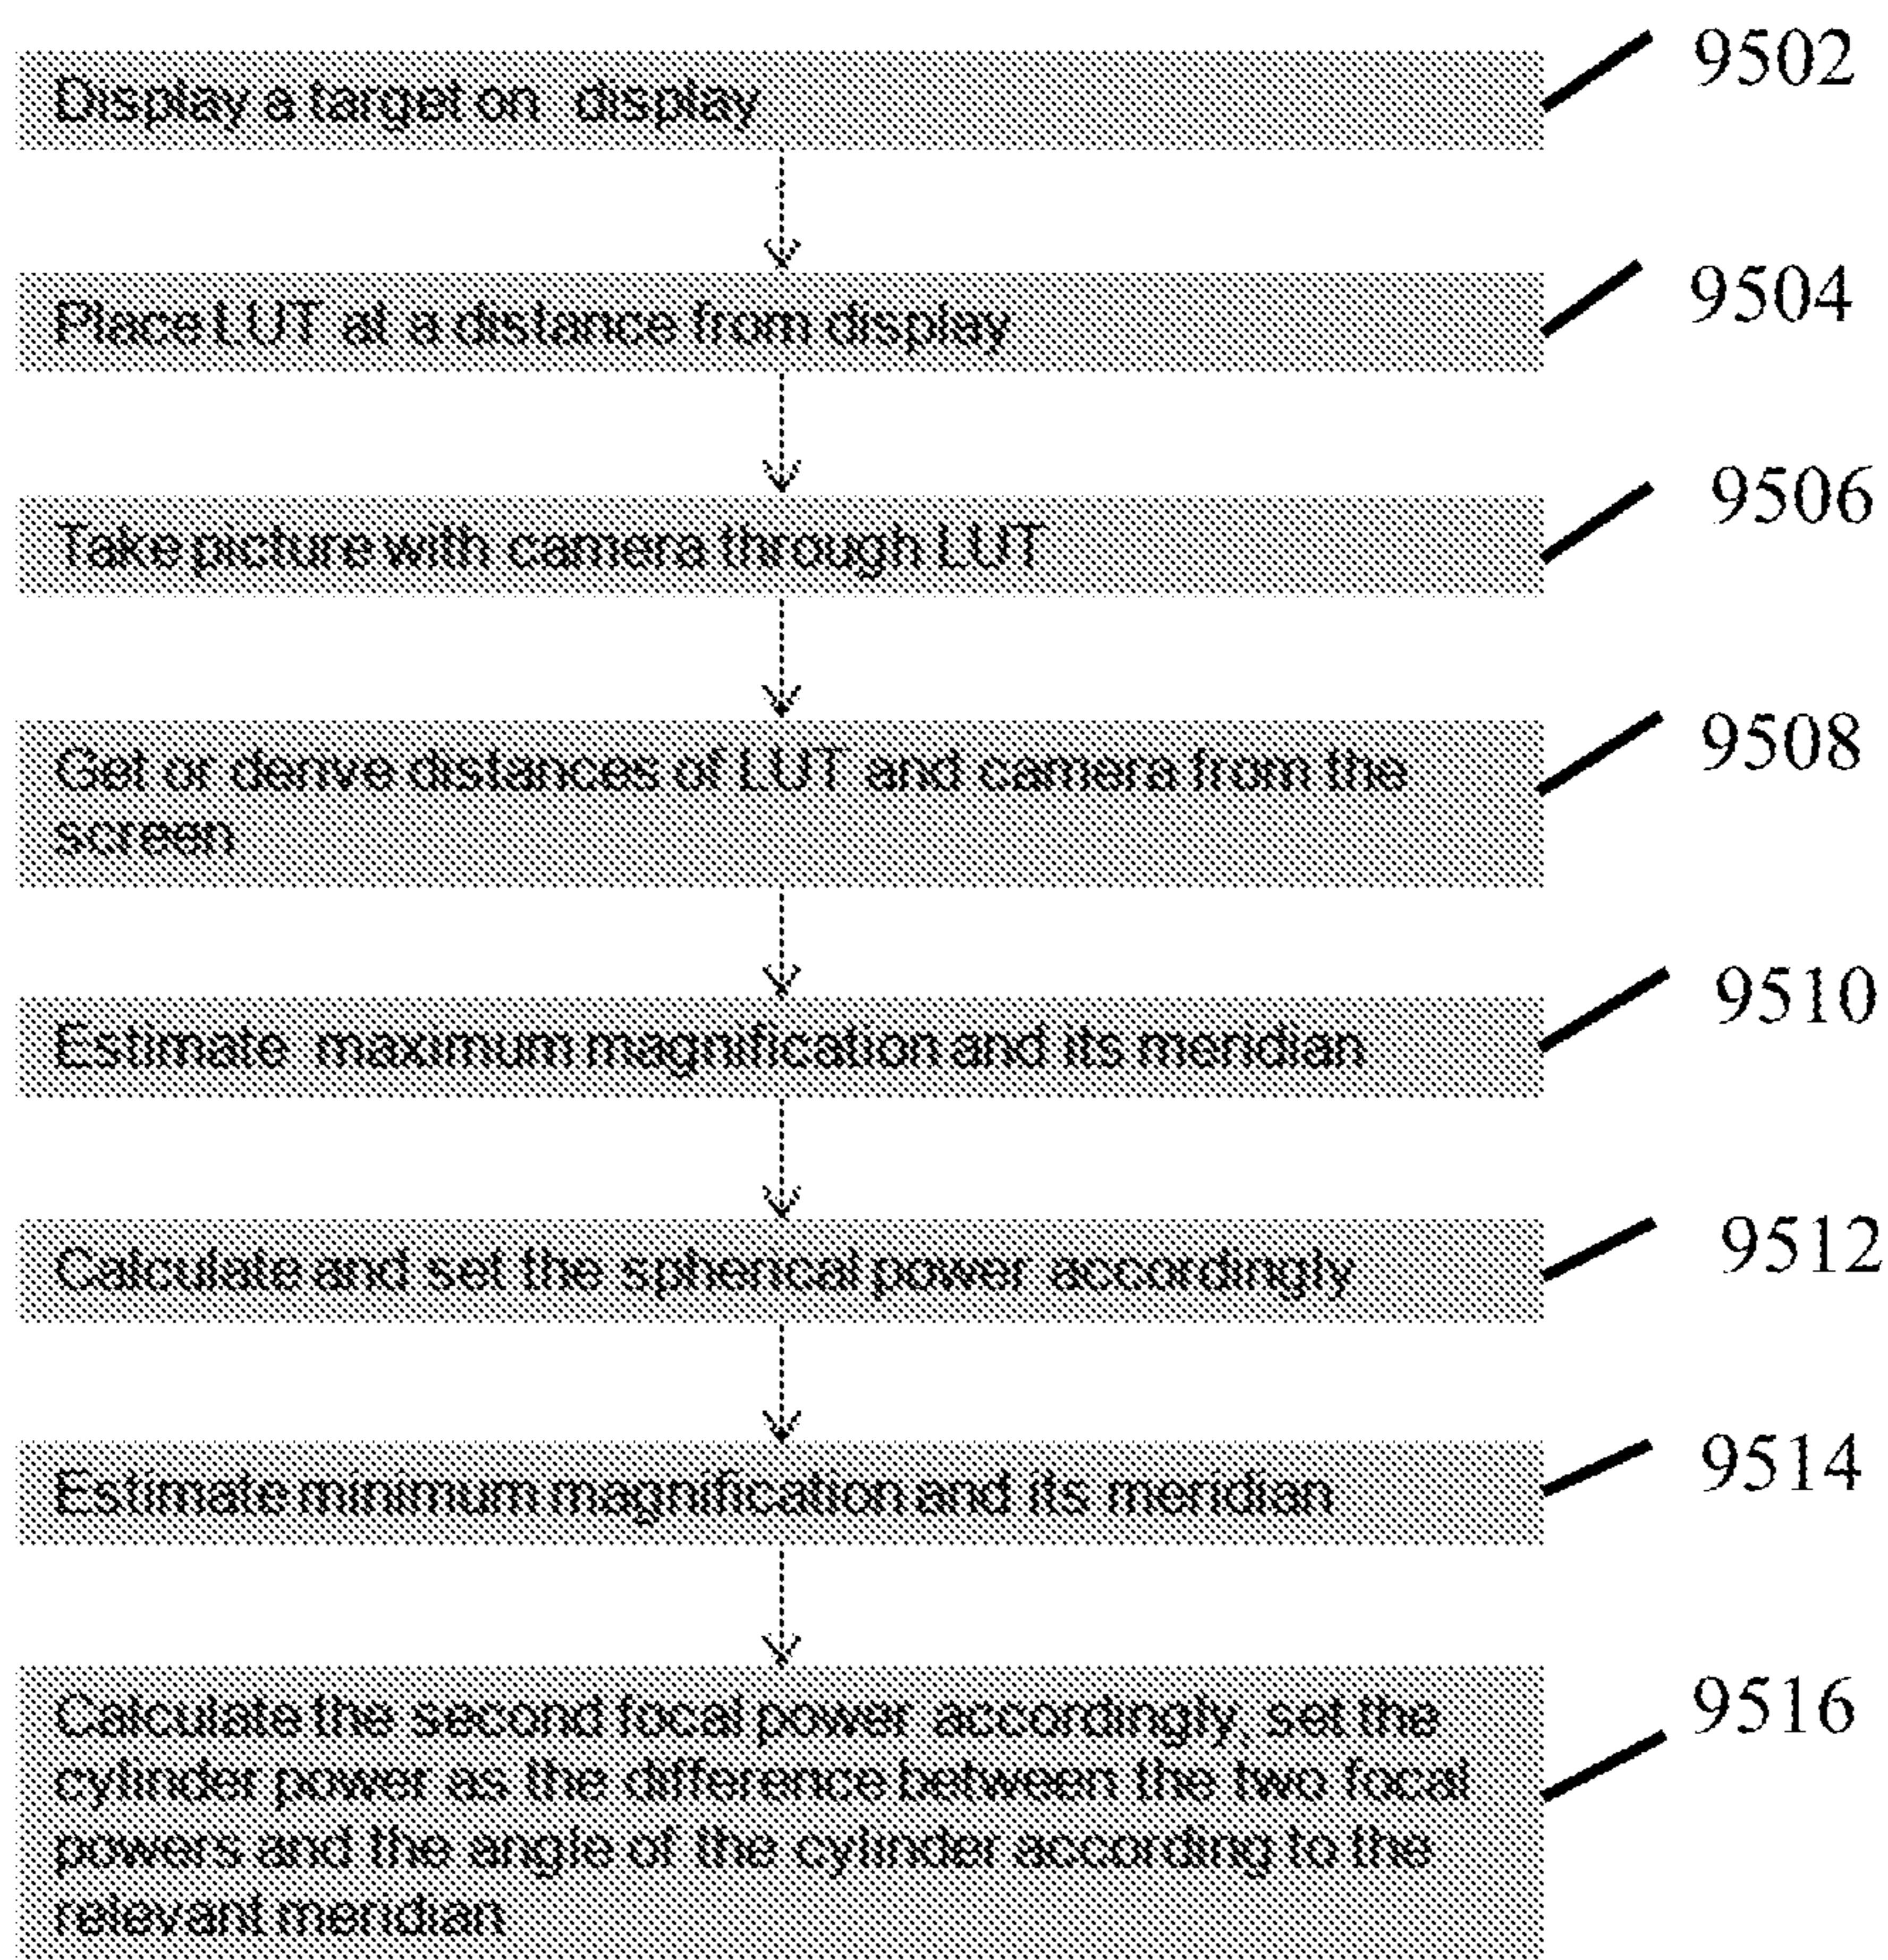 Display a target on display
9502
Place LUT at a distance from display
9504
Take picture with camera through LUT
9506
Get or derive distances of LUT and camera from the
screen
9508
Estimate maximum magnification and its meridian
9510
Calculate and set the spherical power accordingly
9512
Estimate minimum magnification and its meridian
9514
Calculate the second focal power accordingly, set the
cylinder power as the difference between the two focal
powers and the angle of the cylinder according to the
relevant meridian
9516